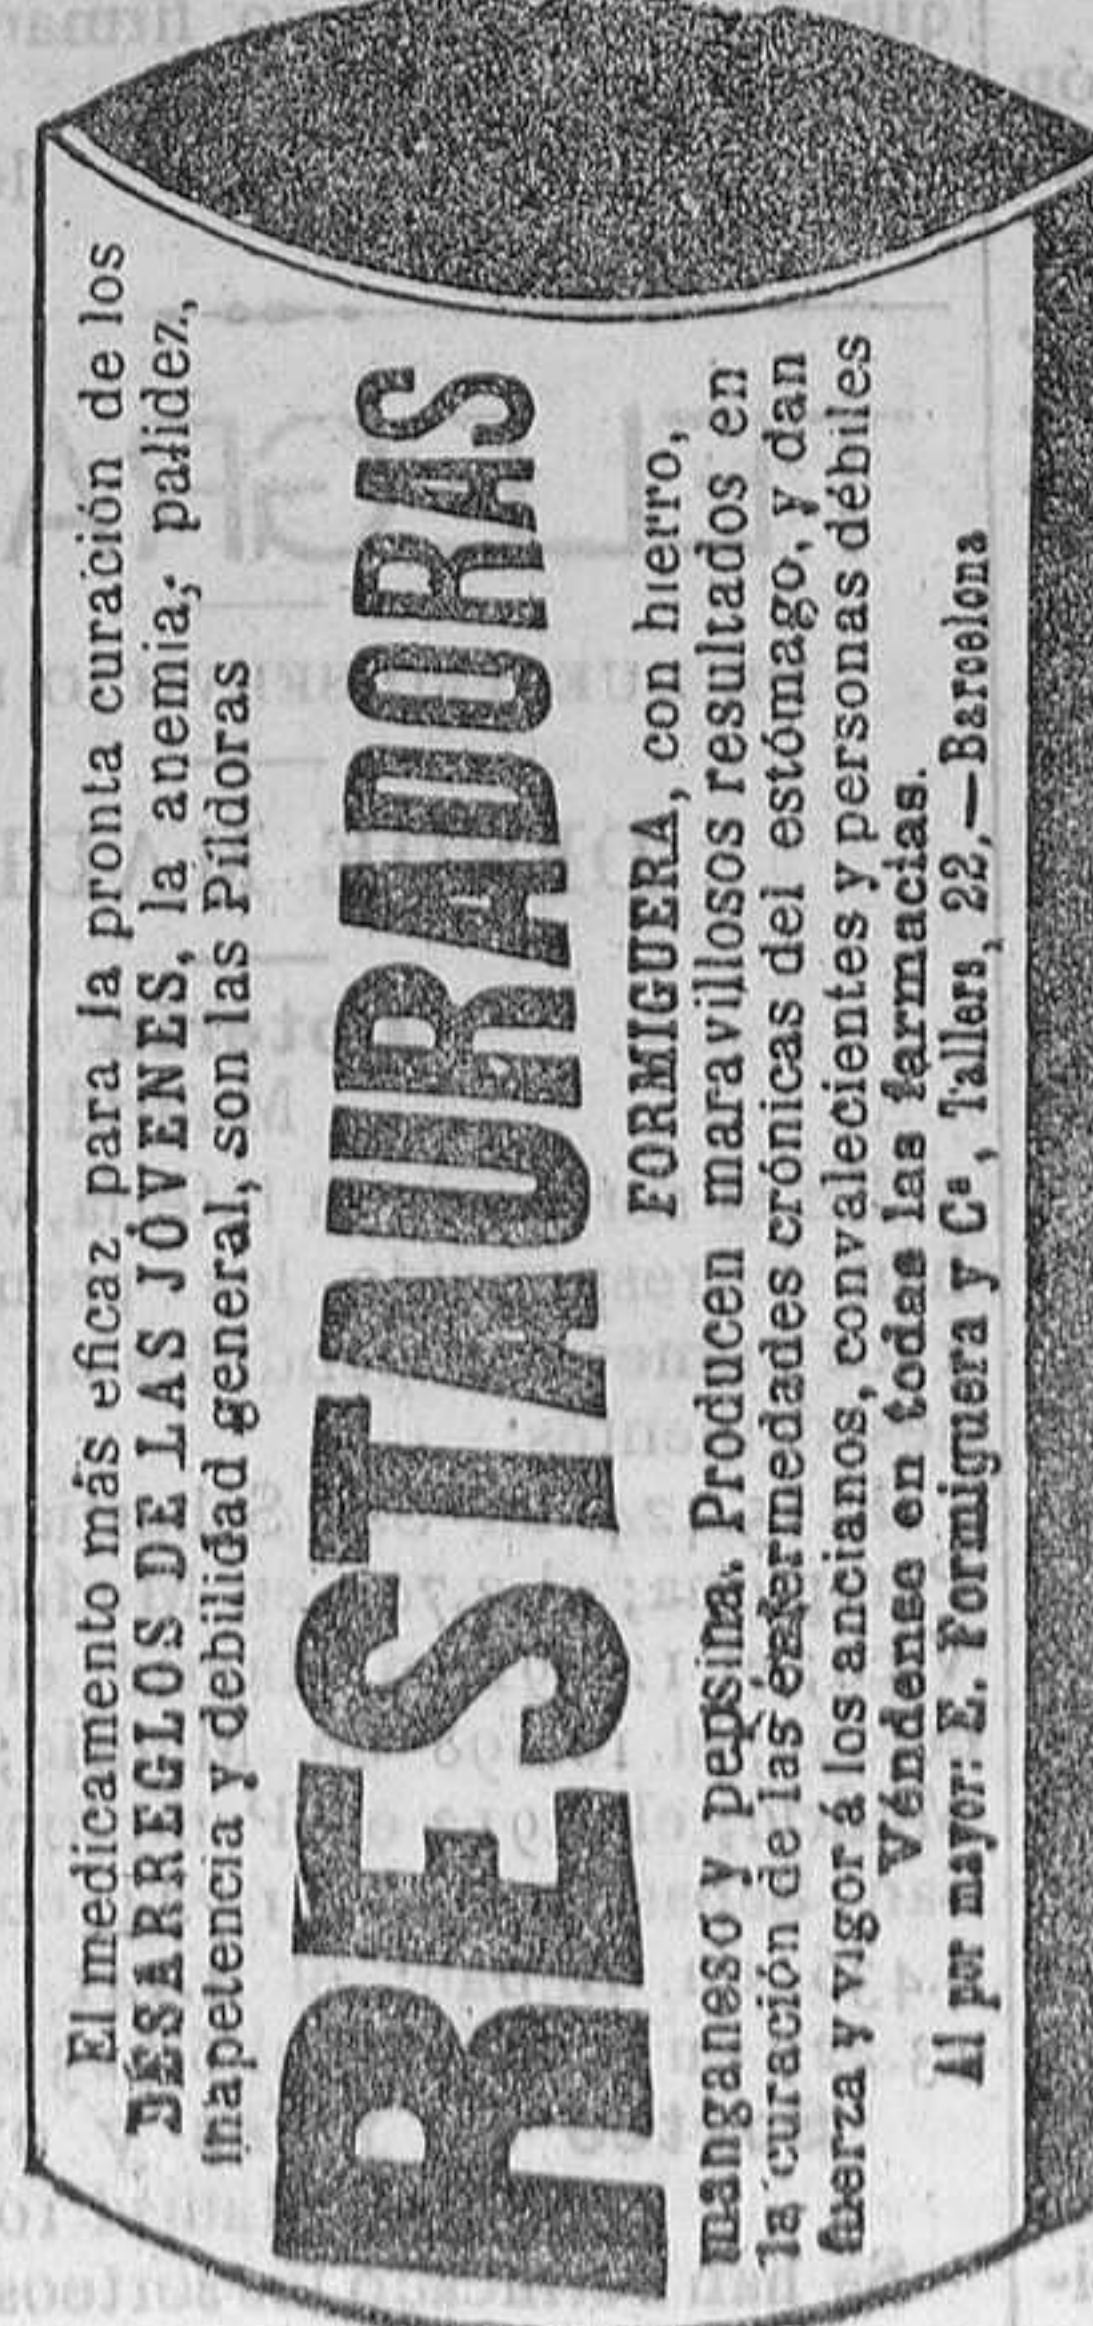 El medicamento más eficaz para la pronta curación de los
DESARREGLOS DE LAS JÓVENES, la anemia, palidez,
inapetencia y debilidad general, son las Píldoras
RESTAURADORAS
FORMIGUERA, con hierro,
manganeso y pepsina. Producen maravillosos resultados en
la curación de las enfermedades crónicas del estómago, y dan
fuerza y vigor á los ancianos, convalecientes y personas débiles
Véndense en todas las farmacias.
Al por mayor: E. Formiguera y Cª, Tallers, 22,—Barcelona